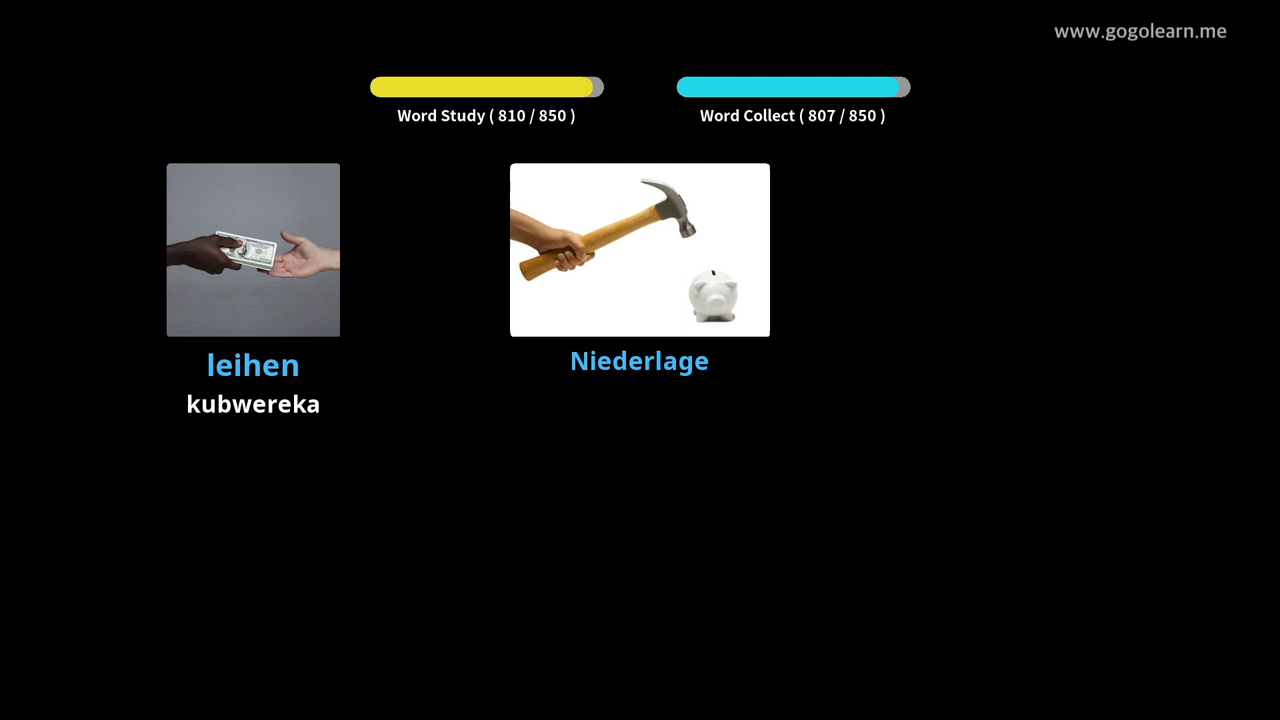 www.gogolearn.me
Word Study ( 810 / 850 )
Word Collect ( 807 / 850 )
leihen
kubwereka
Niederlage